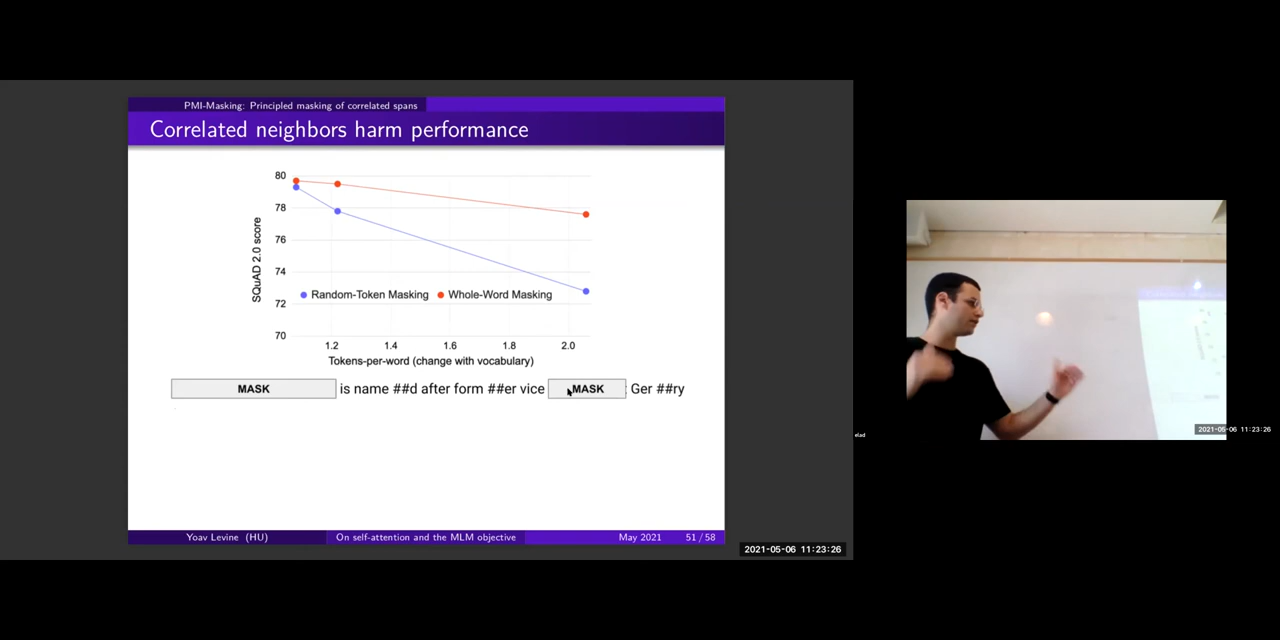 PMI-Masking: Principled masking of correlated spans
Correlated neighbors harm performance
80
78
76
74
72
70
SQuAD 2.0 score
Random-Token Masking
Whole-Word Masking
1.2 1.4 1.6 1.8 2.0
Tokens-per-word (change with vocabulary)
MASK is name ##d after form ##er vice MASK Ger ##ry
Yoav Levine (HU) On self-attention and the MLM objective May 2021 51 / 58
2021-05-06 11:23:26
elad
2021-05-06 11:23:26